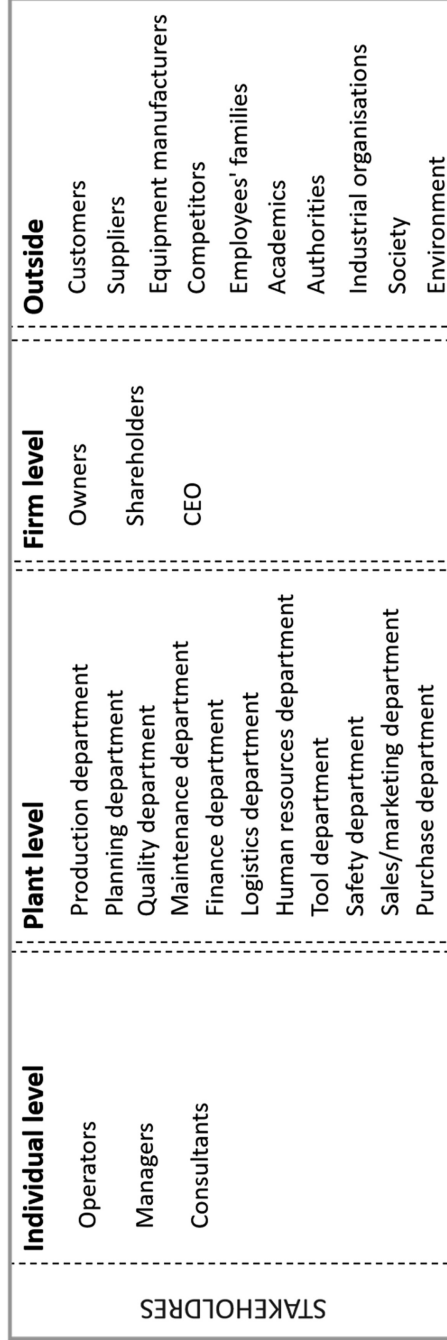 STAKEHOLDRES
Individual level
Operators
Managers
Consultants
Plant level
Production department
Planning department
Quality department
Maintenance department
Finance department
Logistics department
Human resources department
Tool department
Safety department
Sales/marketing department
Purchase department
Firm level
Owners
Shareholders
CEO
Outside
Customers
Suppliers
Equipment manufacturers
Competitors
Employees' families
Academics
Authorities
Industrial organisations
Society
Environment